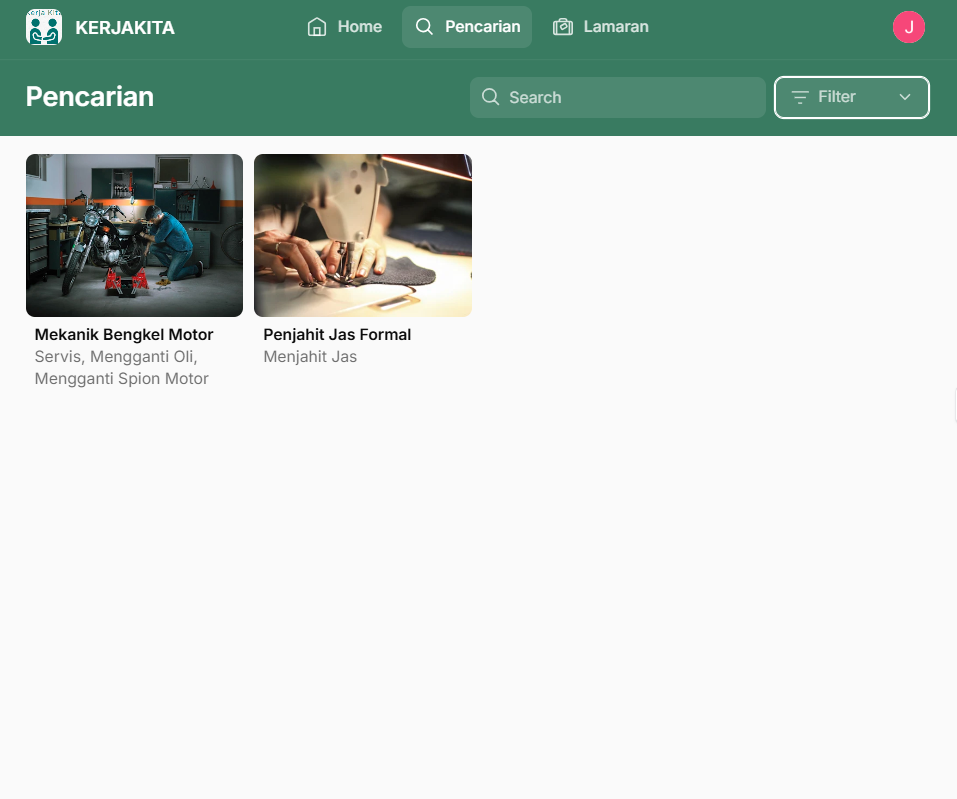 Kerja Kita
KERJAKITA
Home
Pencarian
Lamaran
J
Pencarian
Search
Filter
Mekanik Bengkel Motor
Servis, Mengganti Oli,
Mengganti Spion Motor
Penjahit Jas Formal
Menjahit Jas